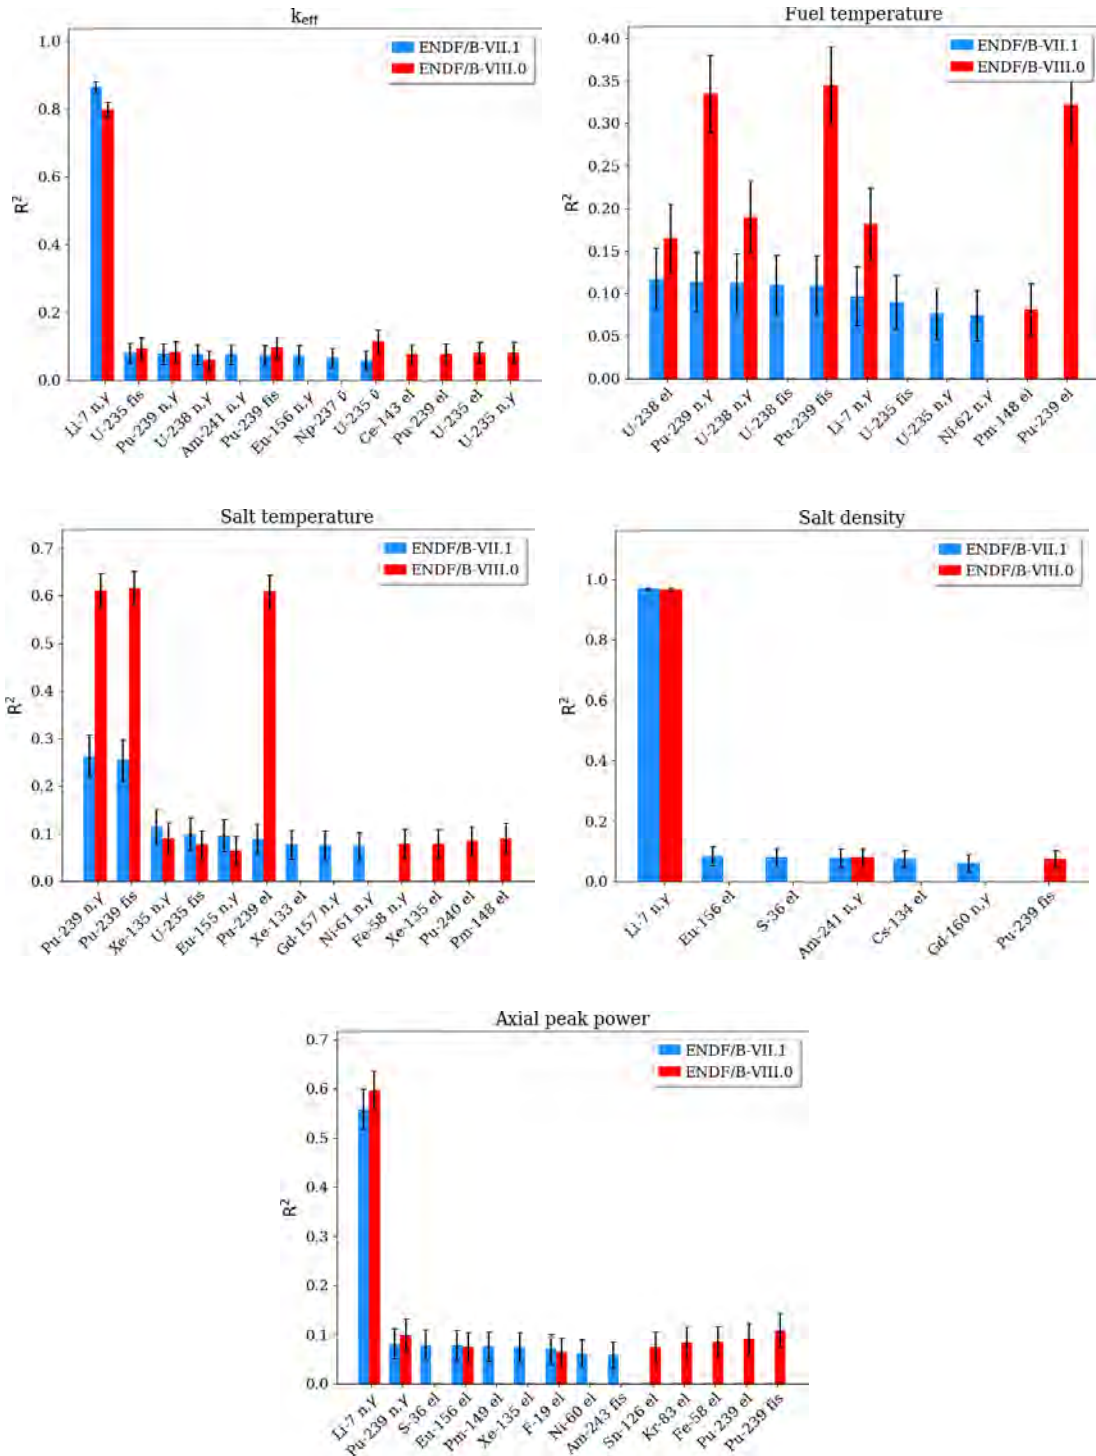 k_eff
1.0
0.8
0.6
0.4
0.2
0.0
R²
ENDF/B-VII.1
ENDF/B-VIII.0
Li-7 n,γ
U-235 fis
Pu-239 n,γ
U-238 n,γ
Am-241 n,γ
Pu-239 fis
Eu-156 n,γ
Np-237 ν̄
U-235 ν̄
Ce-143 el
Pu-239 el
U-235 el
U-235 n,γ
Fuel temperature
0.40
0.35
0.30
0.25
0.20
0.15
0.10
0.05
0.00
R²
ENDF/B-VII.1
ENDF/B-VIII.0
U-238 el
Pu-239 n,γ
U-238 n,γ
U-238 fis
Pu-239 fis
Li-7 n,γ
U-235 fis
U-235 n,γ
Ni-62 n,γ
Pm-148 el
Pu-239 el
Salt temperature
0.7
0.6
0.5
0.4
0.3
0.2
0.1
0.0
R²
ENDF/B-VII.1
ENDF/B-VIII.0
Pu-239 n,γ
Pu-239 fis
Xe-135 n,γ
U-235 fis
Eu-155 n,γ
Pu-239 el
Xe-133 el
Gd-157 n,γ
Ni-61 n,γ
Fe-58 n,γ
Xe-135 el
Pu-240 el
Pm-148 el
Salt density
1.0
0.8
0.6
0.4
0.2
0.0
R²
ENDF/B-VII.1
ENDF/B-VIII.0
Li-7 n,γ
Eu-156 el
S-36 el
Am-241 n,γ
Cs-134 el
Gd-160 n,γ
Pu-239 fis
Axial peak power
0.7
0.6
0.5
0.4
0.3
0.2
0.1
0.0
R²
ENDF/B-VII.1
ENDF/B-VIII.0
Li-7 n,γ
Pu-239 n,γ
S-36 el
Eu-156 el
Pm-149 el
Xe-135 el
F-19 el
Ni-60 el
Am-243 fis
Sn-126 el
Kr-83 el
Fe-58 el
Pu-239 el
Pu-239 fis